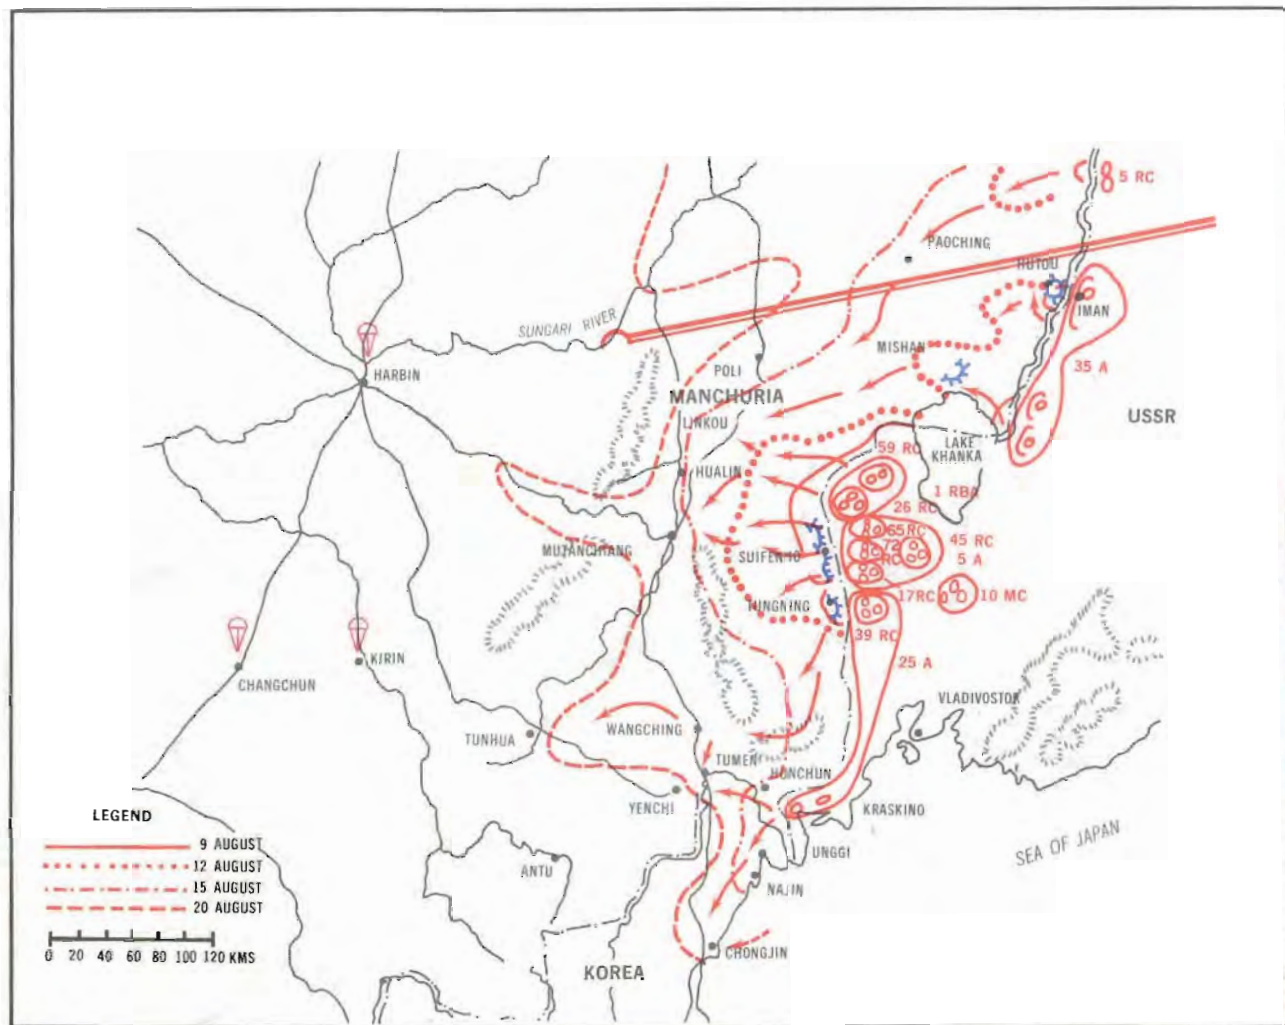 5 RC
PAOCHING
HUTOU
IMAN
SUNGARI RIVER
MISHAN
HARBIN
POLI
35 A
MANCHURIA
USSR
LINKOU
LAKE
KHANKA
59 RC
HUALIN
1 RBA
26 RC
65 RC
45 RC
72
RC
5 A
MUTANCHIANG
SUIFENHO
17 RC
10 MC
TUNGNING
39 RC
25 A
KIRIN
CHANGCHUN
VLADIVOSTOK
WANGCHING
TUNHUA
TUMEN
HUNCHUN
YENCHI
KRASKINO
LEGEND
9 AUGUST
12 AUGUST
15 AUGUST
20 AUGUST
0 20 40 60 80 100 120 KMS
UNGGI
SEA OF JAPAN
ANTU
NAJIN
CHONGJIN
KOREA